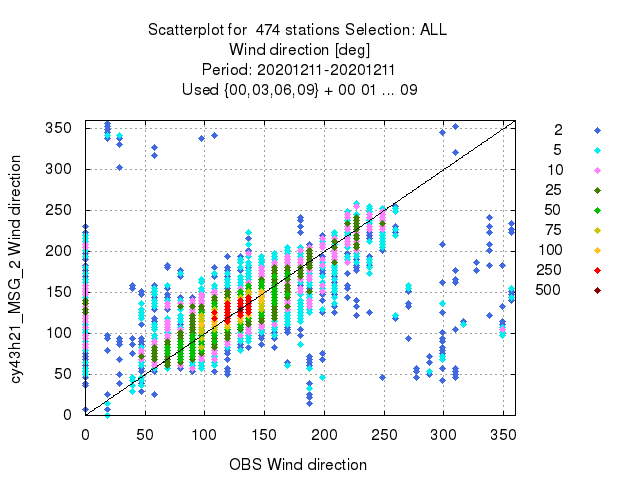 Scatterplot for  474 stations Selection: ALL
Wind direction [deg]
Period: 20201211-20201211
Used {00,03,06,09} + 00 01 ... 09
cy43h21_MSG_2 Wind direction
350
300
250
200
150
100
50
0
0 50 100 150 200 250 300 350
OBS Wind direction
2
5
10
25
50
75
100
250
500